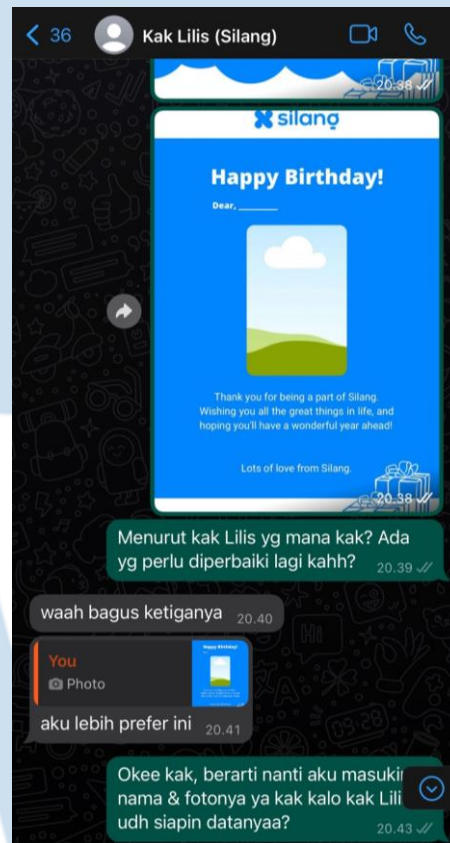 36
Kak Lilis (Silang)
20.38
silang
Happy Birthday!
Dear, ________
Thank you for being a part of Silang.
Wishing you all the great things in life, and
hoping you'll have a wonderful year ahead!
Lots of love from Silang.
20.38
Menurut kak Lilis yg mana kak? Ada
yg perlu diperbaiki lagi kahh?
20.39
waah bagus ketiganya
20.40
You
Photo
Happy Birthday!
aku lebih prefer ini
20.41
Okee kak, berarti nanti aku
nama & fotonya ya kak kalo kak
udh siapin datanyaa?
20.43